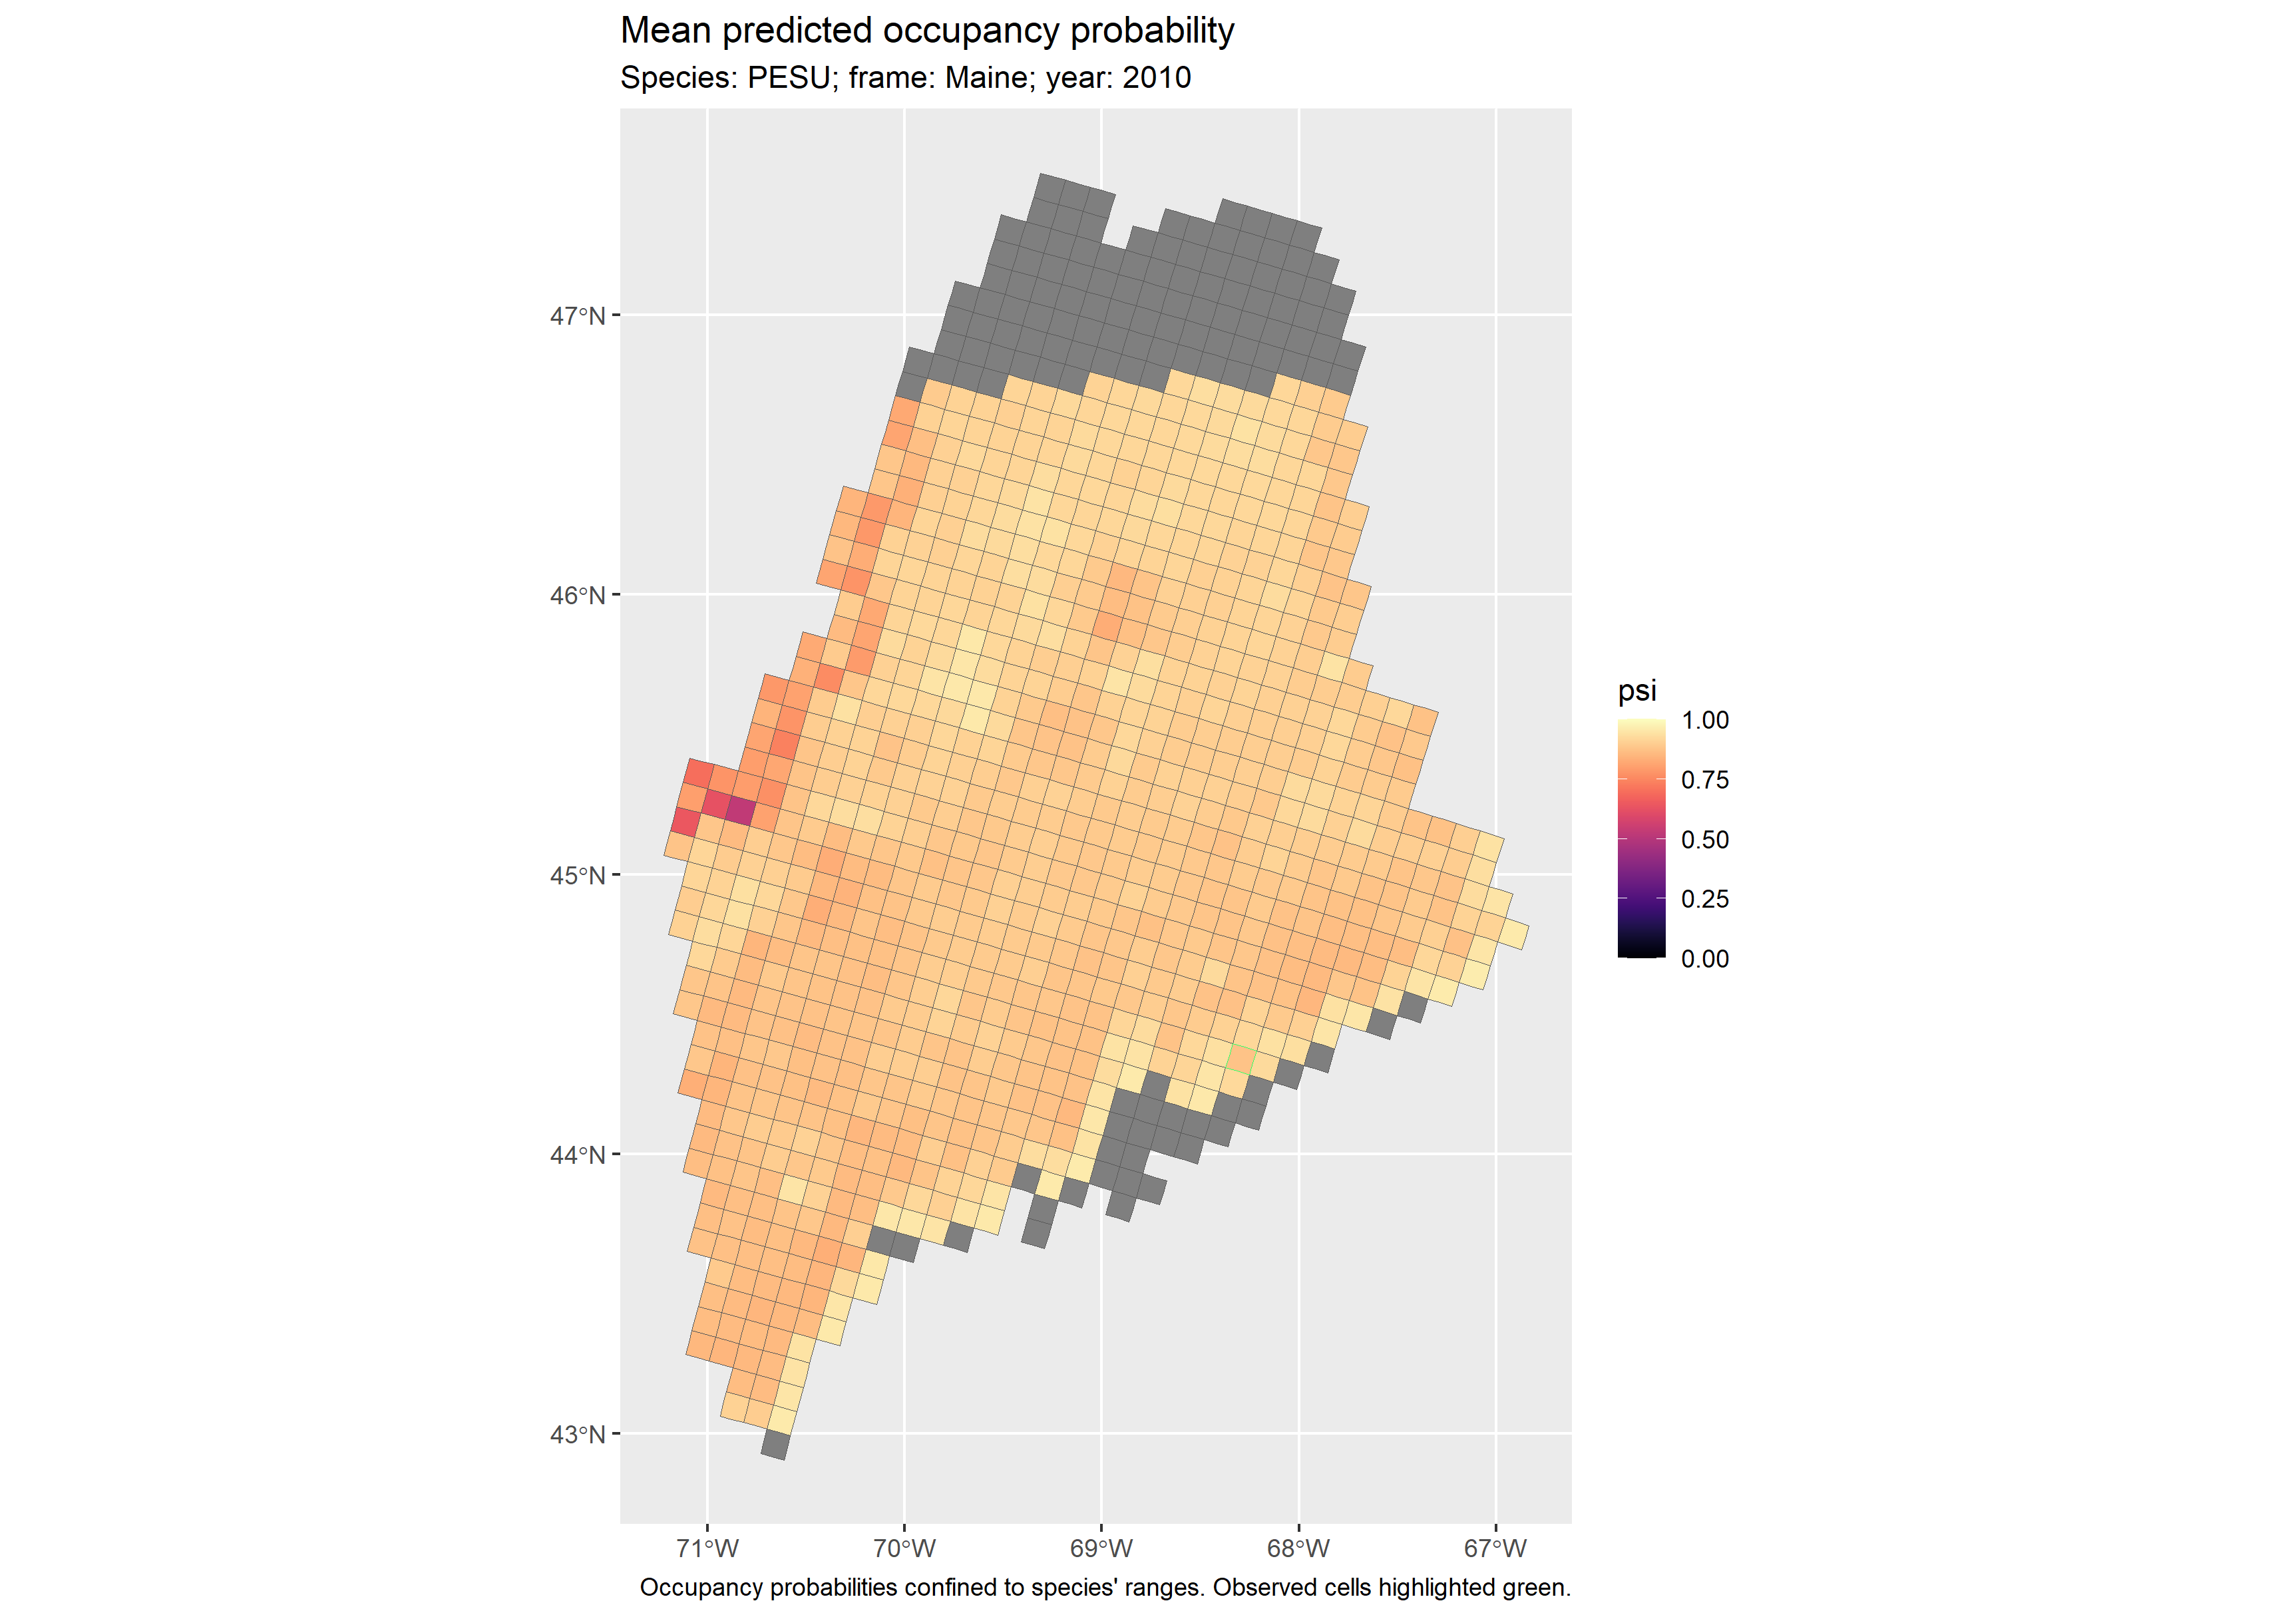 Mean predicted occupancy probability
Species: PESU; frame: Maine; year: 2010
47°N
46°N
45°N
44°N
43°N
71°W
70°W
69°W
68°W
67°W
psi
1.00
0.75
0.50
0.25
0.00
Occupancy probabilities confined to species' ranges. Observed cells highlighted green.